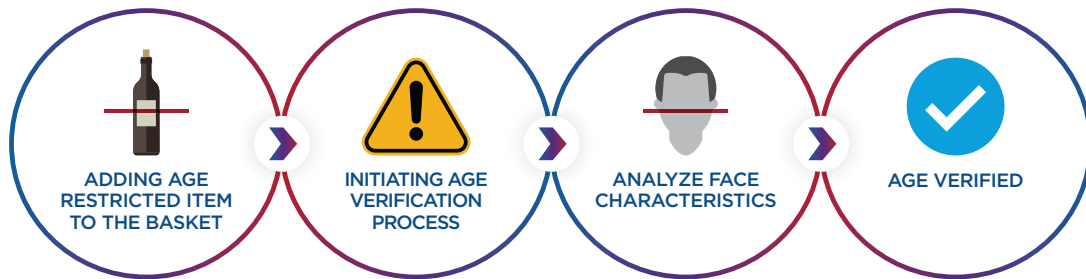 ADDING AGE
RESTRICTED ITEM
TO THE BASKET
INITIATING AGE
VERIFICATION
PROCESS
ANALYZE FACE
CHARACTERISTICS
AGE VERIFIED